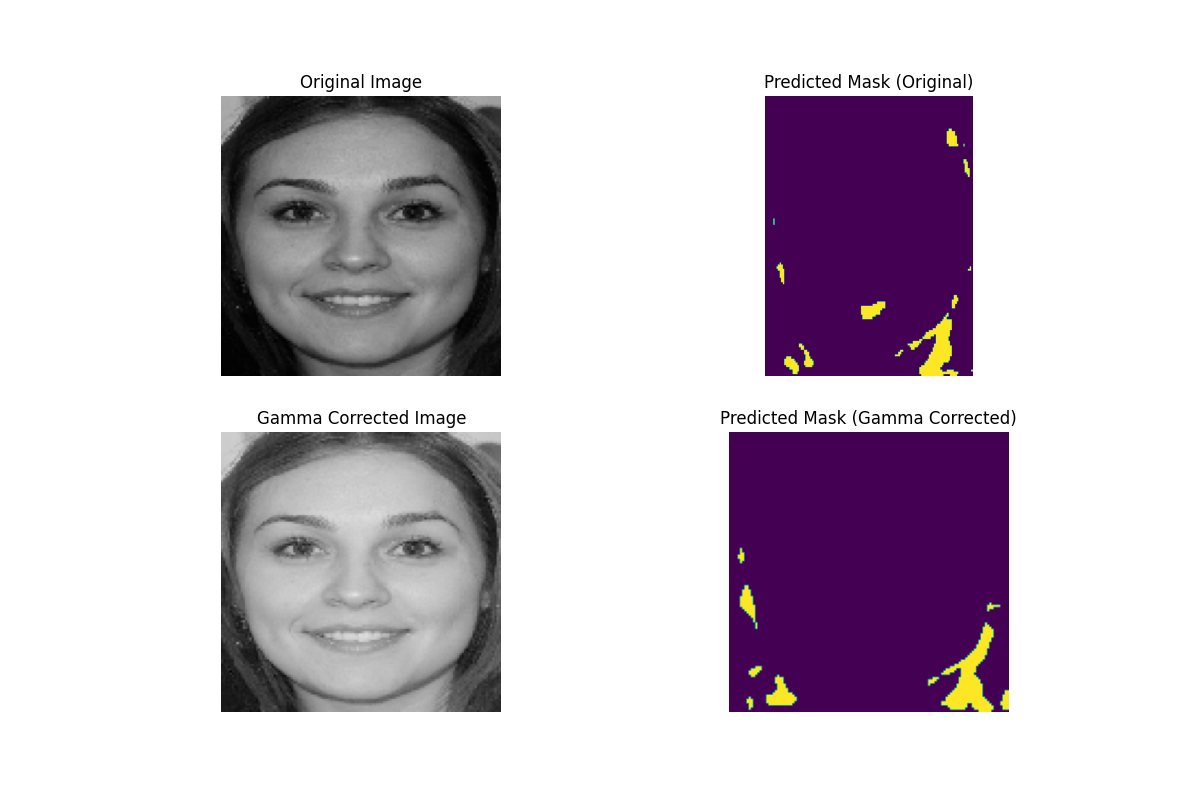 Original Image
Predicted Mask (Original)
Gamma Corrected Image
Predicted Mask (Gamma Corrected)